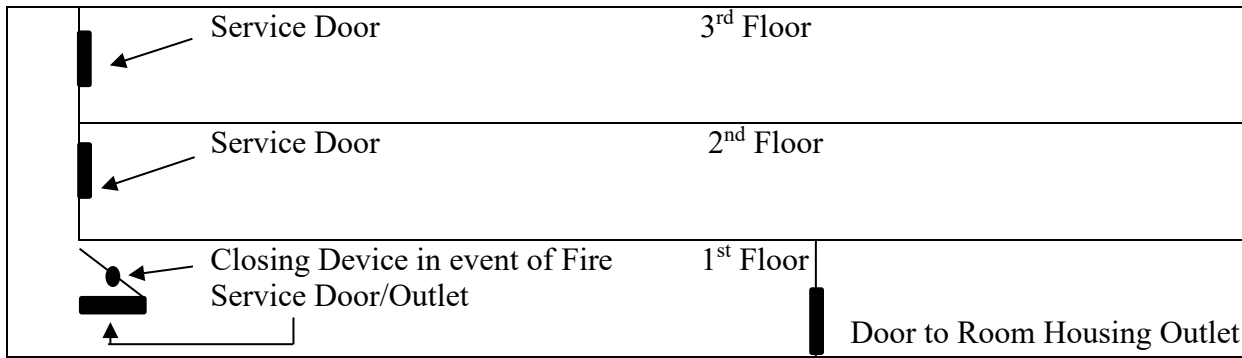 Service Door 3rd Floor
Service Door 2nd Floor
Closing Device in event of Fire 1st Floor
Service Door/Outlet
Door to Room Housing Outlet